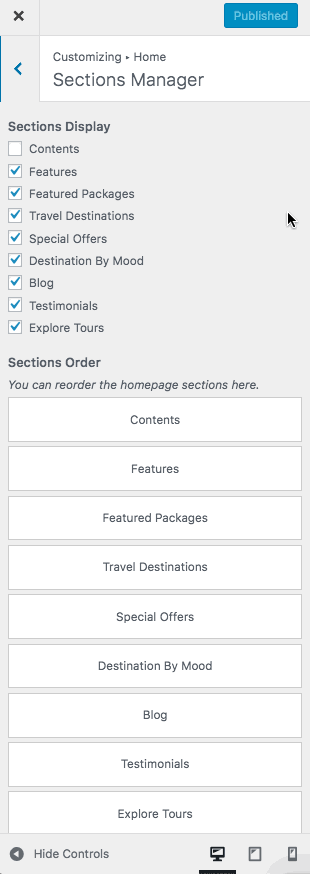 Published
Customizing ▸ Home
Sections Manager
Sections Display
Contents
Features
Featured Packages
Travel Destinations
Special Offers
Destination By Mood
Blog
Testimonials
Explore Tours
Sections Order
You can reorder the homepage sections here.
Contents
Features
Featured Packages
Travel Destinations
Special Offers
Destination By Mood
Blog
Testimonials
Explore Tours
Hide Controls